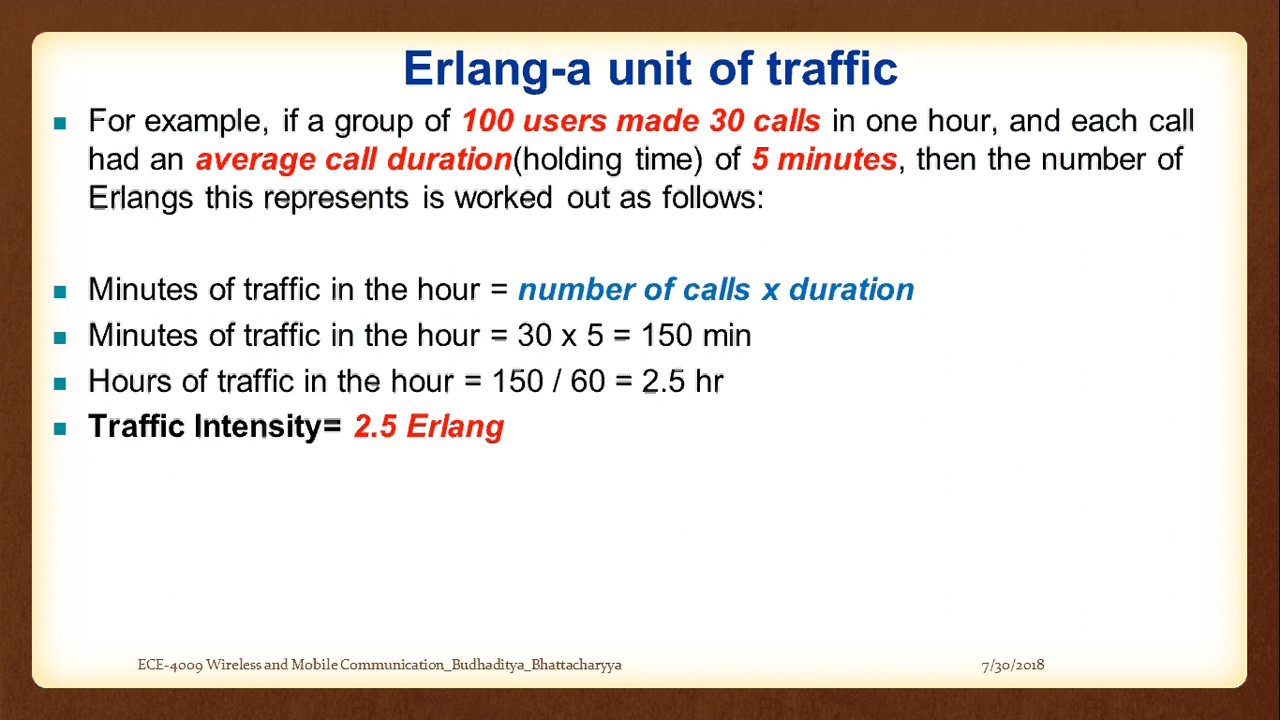 Erlang-a unit of traffic
For example, if a group of 100 users made 30 calls in one hour, and each call
had an average call duration(holding time) of 5 minutes, then the number of
Erlangs this represents is worked out as follows:
Minutes of traffic in the hour = number of calls x duration
Minutes of traffic in the hour = 30 x 5 = 150 min
Hours of traffic in the hour = 150 / 60 = 2.5 hr
Traffic Intensity= 2.5 Erlang
ECE-4009 Wireless and Mobile Communication_Budhaditya_Bhattacharyya 7/30/2018